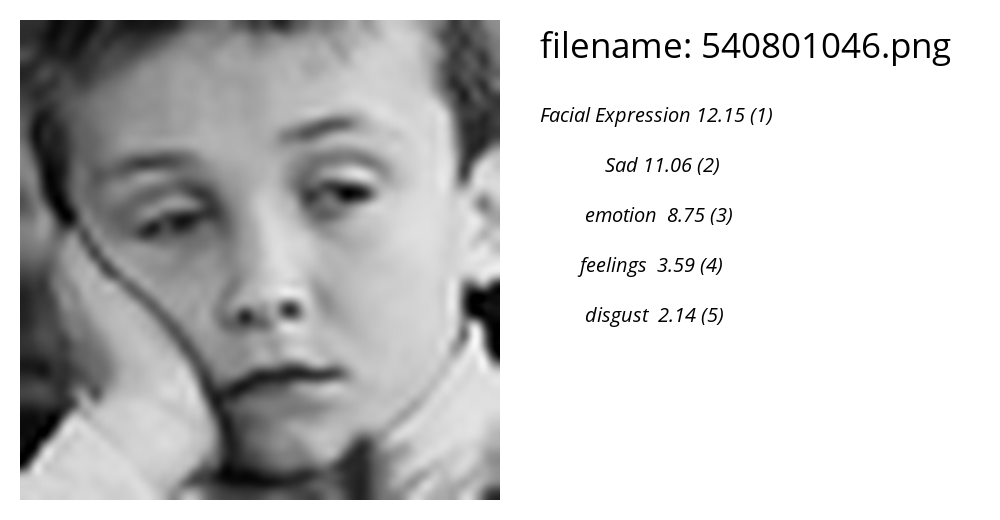 filename: 540801046.png
Facial Expression 12.15 (1)
Sad 11.06 (2)
emotion 8.75 (3)
feelings 3.59 (4)
disgust 2.14 (5)